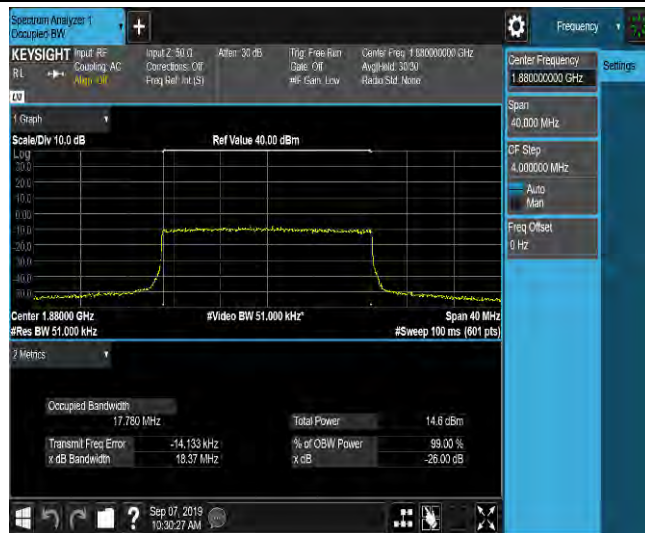 Spectrum Analyzer 1
Occupied BW
Frequency
KEYSIGHT Input: RF Input Z: 50 Ω Atten: 30 dB Trig: Free Run Center Freq: 1.880000000 GHz
RL Coupling: AC Corrections: Off Gate: Off Avg|Hold: 30/30
Align: Off Freq Ref: Int (S) #IF Gain: Low Radio Std: None
Center Frequency
1.880000000 GHz
Settings
Span
40.000 MHz
CF Step
4.000000 MHz
Auto
Man
Freq Offset
0 Hz
1 Graph
Scale/Div 10.0 dB Ref Value 40.00 dBm
Log
30.0
20.0
10.0
0.00
-10.0
-20.0
-30.0
-40.0
-50.0
Center 1.88000 GHz #Video BW 51.000 kHz* Span 40 MHz
#Res BW 51.000 kHz #Sweep 100 ms (601 pts)
2 Metrics
Occupied Bandwidth
17.780 MHz Total Power 14.6 dBm
Transmit Freq Error -14.133 kHz % of OBW Power 99.00 %
x dB Bandwidth 18.37 MHz x dB -26.00 dB
?
Sep 07, 2019
10:30:27 AM